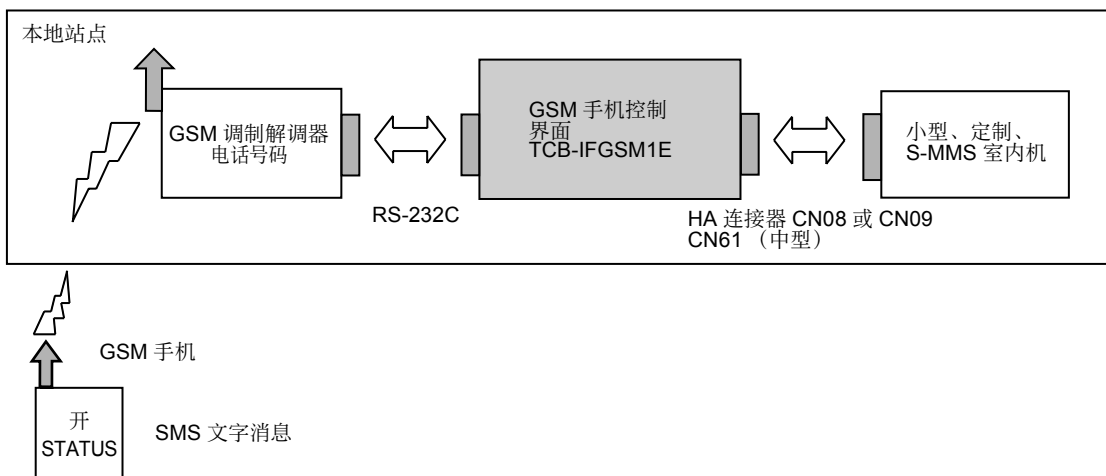 本地站点
GSM 调制解调器
电话号码
GSM 手机控制
界面
TCB-IFGSM1E
小型、定制、
S-MMS 室内机
RS-232C
HA 连接器 CN08 或 CN09
CN61 （中型）
GSM 手机
开
STATUS
SMS 文字消息